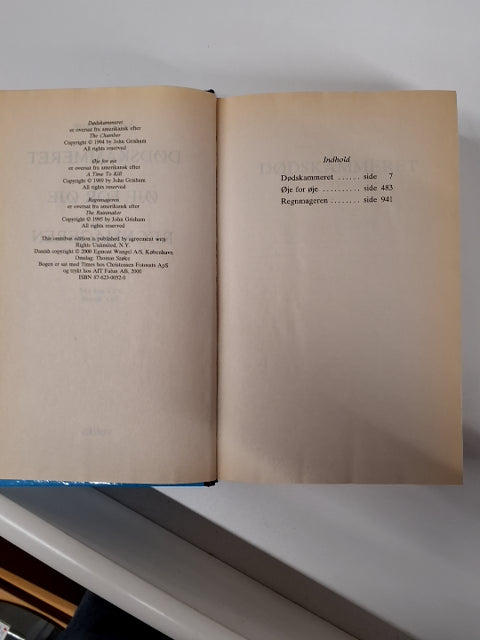 Dødskammeret
er oversat fra amerikansk efter
The Chamber
Copyright © 1994 by John Grisham
All rights reserved
Øje for øje
er oversat fra amerikansk efter
A Time To Kill
Copyright © 1989 by John Grisham
All rights reserved
Regnmageren
er oversat fra amerikansk efter
The Rainmaker
Copyright © 1995 by John Grisham
All rights reserved
This omnibus edition is published by agreement with
Rights Unlimited, N.Y.
Danish copyright © 2000 Egmont Wangel A/S, København
Omslag: Thomas
Bogen er sat med Times hos Christensen Fotosats ApS
og trykt hos AIT Falun AB, 2000
ISBN 87-623-0052-0
Indhold
Dødskammeret ...... side 7
Øje for øje .......... side 483
Regnmageren ........ side 941